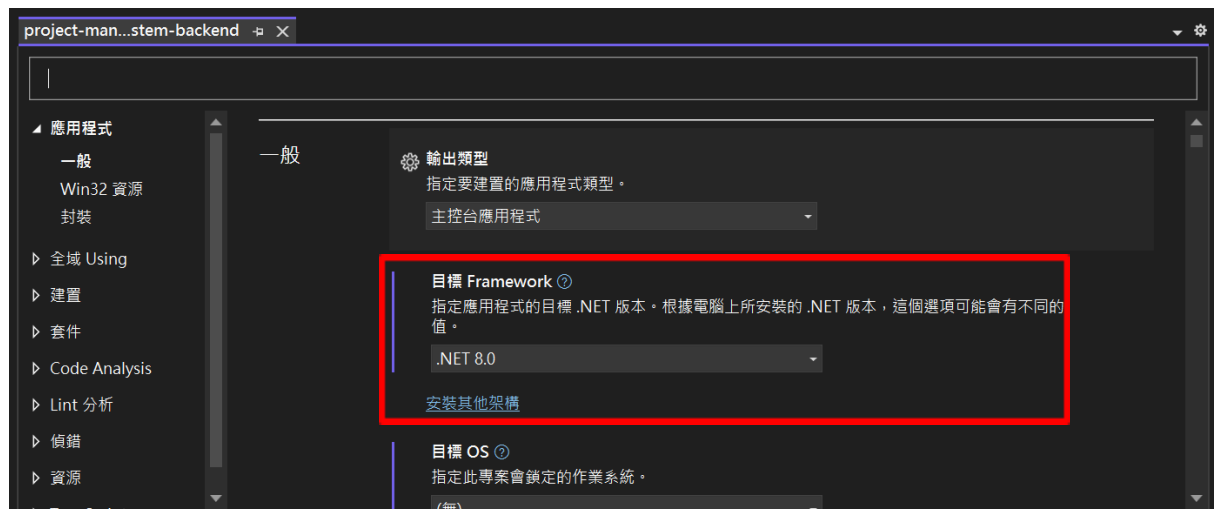 project-man...stem-backend
應用程式
一般
Win32 資源
封裝
全域 Using
建置
套件
Code Analysis
Lint 分析
偵錯
資源
一般
輸出類型
指定要建置的應用程式類型。
主控台應用程式
目標 Framework
指定應用程式的目標 .NET 版本。根據電腦上所安裝的 .NET 版本，這個選項可能會有不同的
值。
.NET 8.0
安裝其他架構
目標 OS
指定此專案會鎖定的作業系統。
(無)